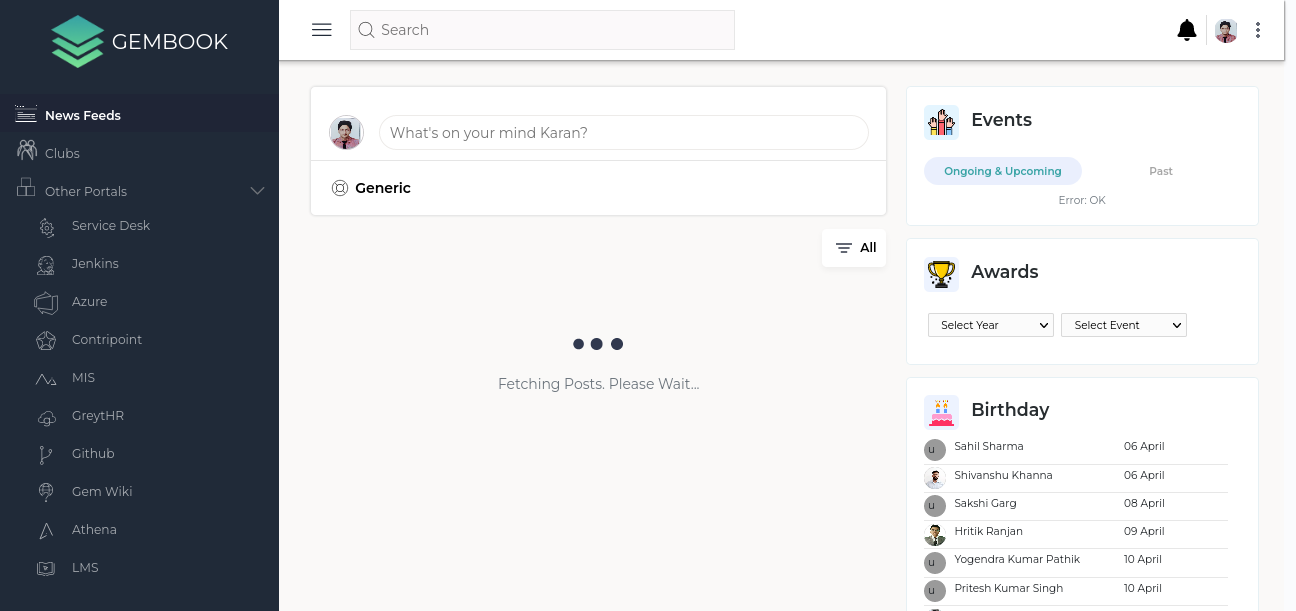 GEMBOOK
News Feeds
Clubs
Other Portals
Service Desk
Jenkins
Azure
Contripoint
MIS
GreytHR
Github
Gem Wiki
Athena
LMS
Search
What's on your mind Karan?
Generic
All
Fetching Posts. Please Wait...
Events
Ongoing & Upcoming Past
Error: OK
Awards
Select Year Select Event
Birthday
u Sahil Sharma 06 April
Shivanshu Khanna 06 April
u Sakshi Garg 08 April
Hritik Ranjan 09 April
u Yogendra Kumar Pathik 10 April
u Pritesh Kumar Singh 10 April